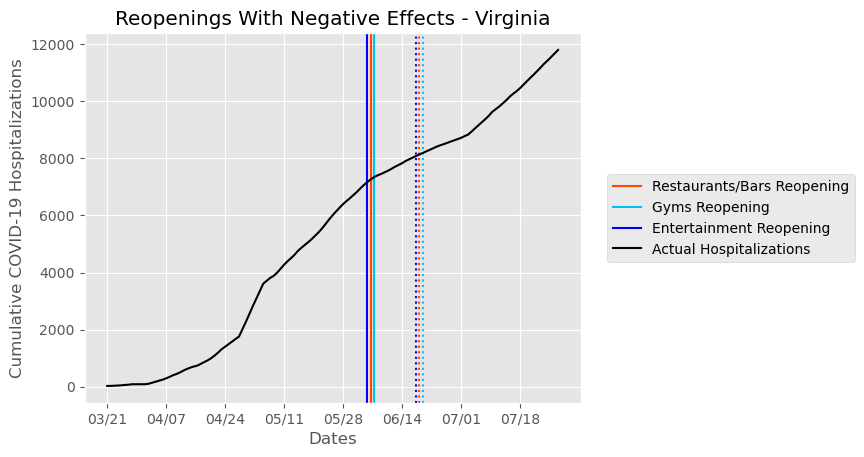 Reopenings With Negative Effects - Virginia
Cumulative COVID-19 Hospitalizations
12000
10000
8000
6000
4000
2000
0
03/21 04/07 04/24 05/11 05/28 06/14 07/01 07/18
Dates
Restaurants/Bars Reopening
Gyms Reopening
Entertainment Reopening
Actual Hospitalizations